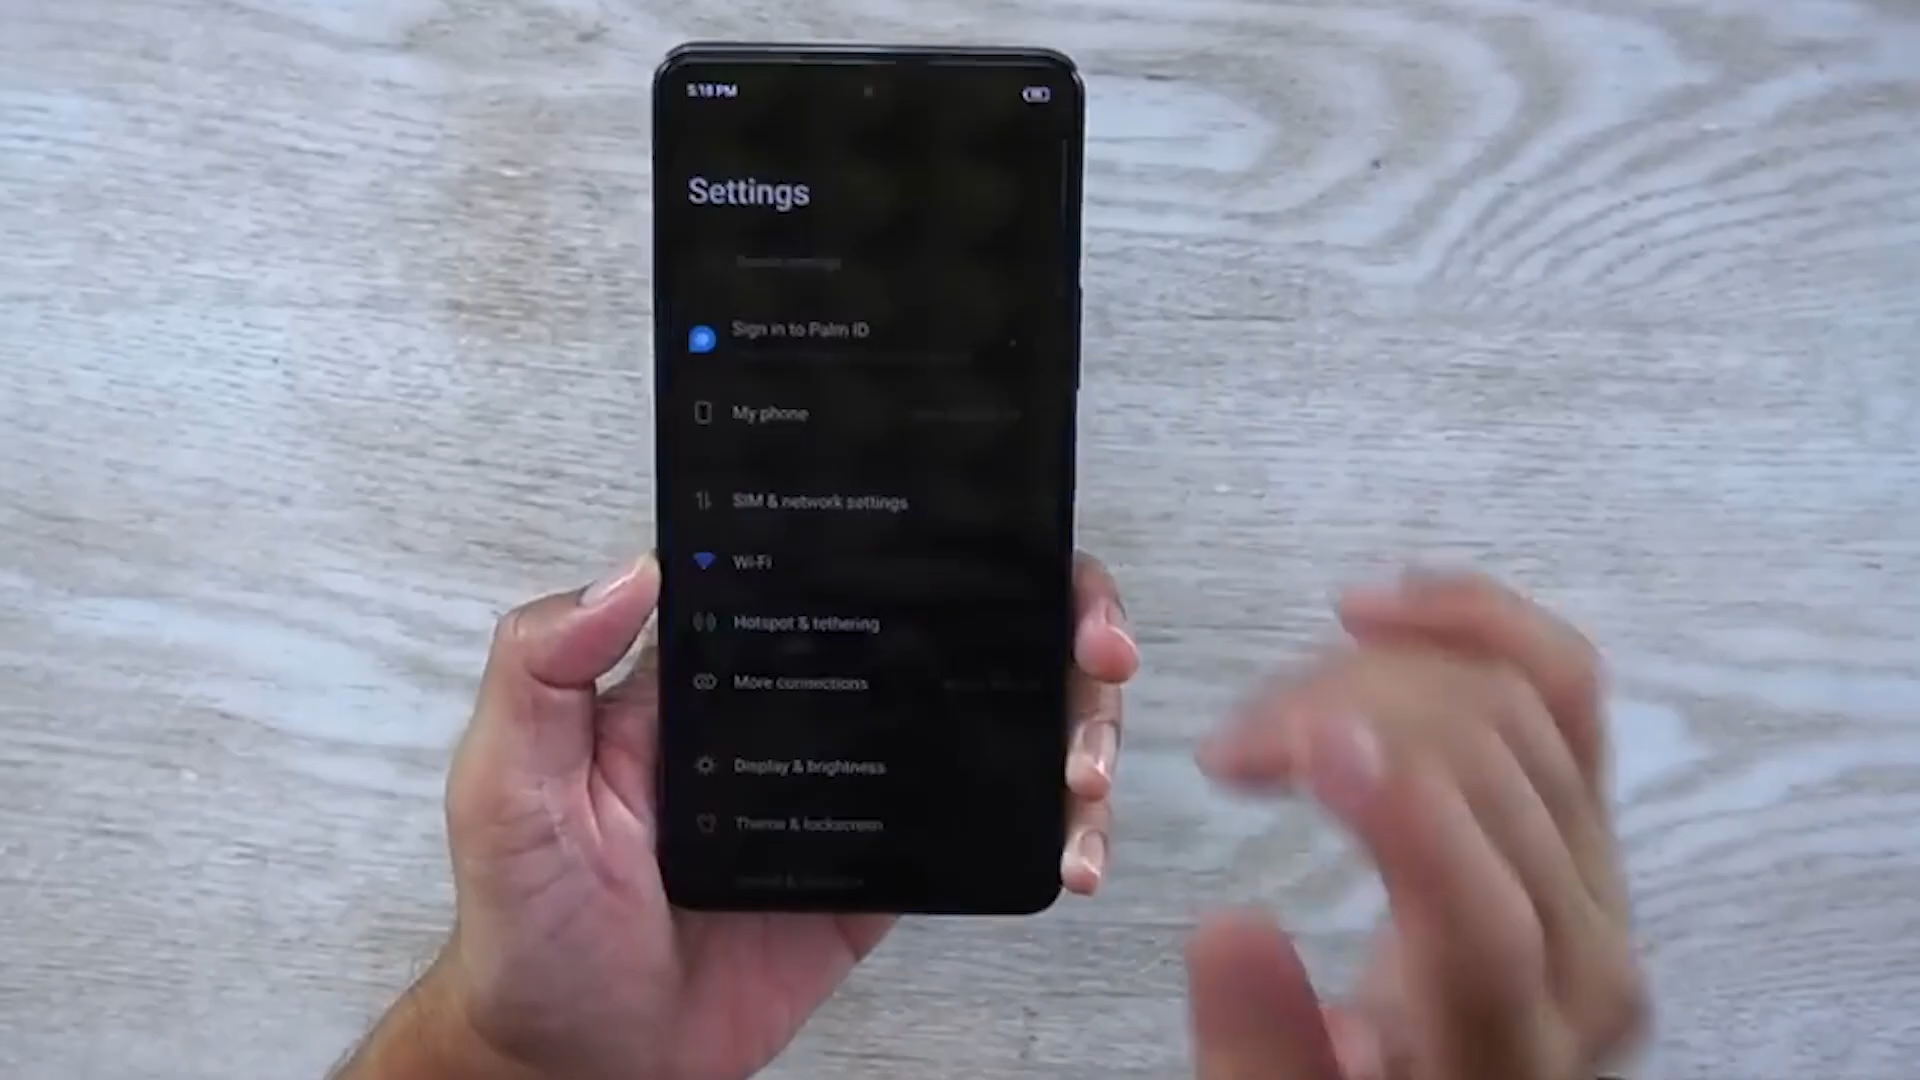 5:18 PM
Settings
Sign in to Palm ID
My phone
SIM & network settings
Wi-Fi
Hotspot & tethering
More connections
Display & brightness
Theme & lockscreen